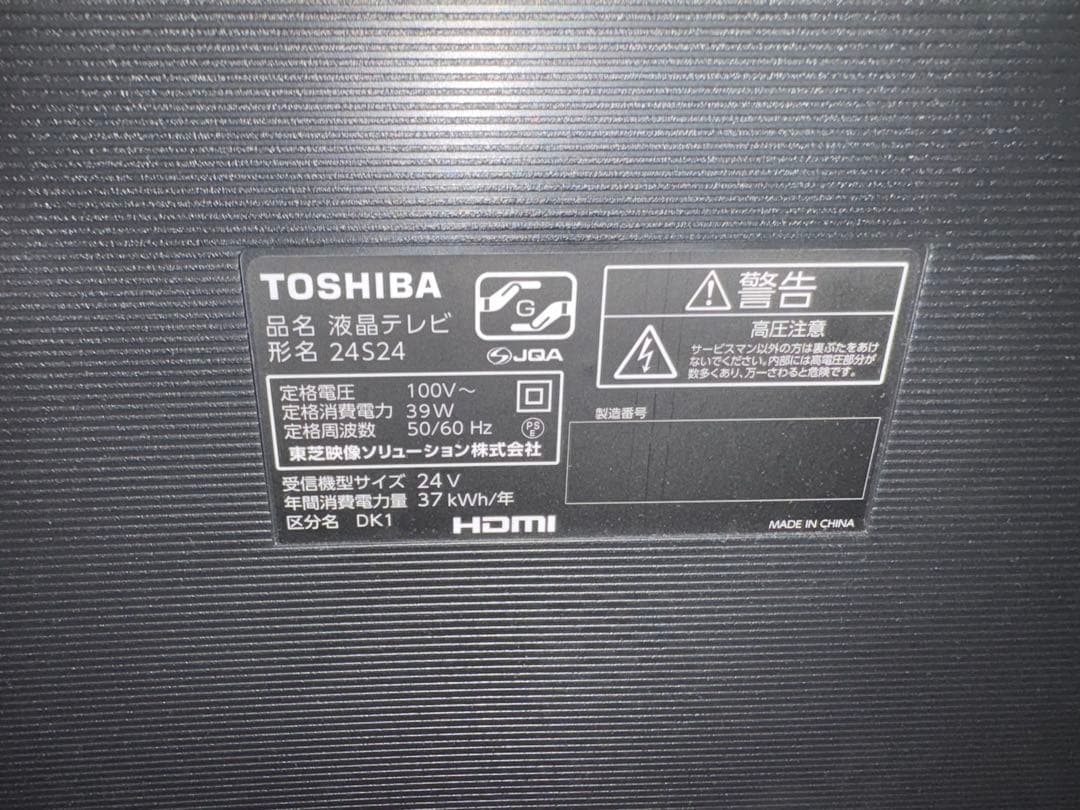 TOSHIBA
品名 液晶テレビ
形名 24S24
G
JQA
定格電圧 100V～
定格消費電力 39W
定格周波数 50/60 Hz
PS
E
東芝映像ソリューション株式会社
受信機型サイズ 24 V
年間消費電力量 37 kWh/年
区分名 DK1
HDMI
警告
高圧注意
サービスマン以外の方は裏ぶたをあけ
ないでください。内部には高電圧部分が
数多くあり、万一さわると危険です。
製造番号
MADE IN CHINA